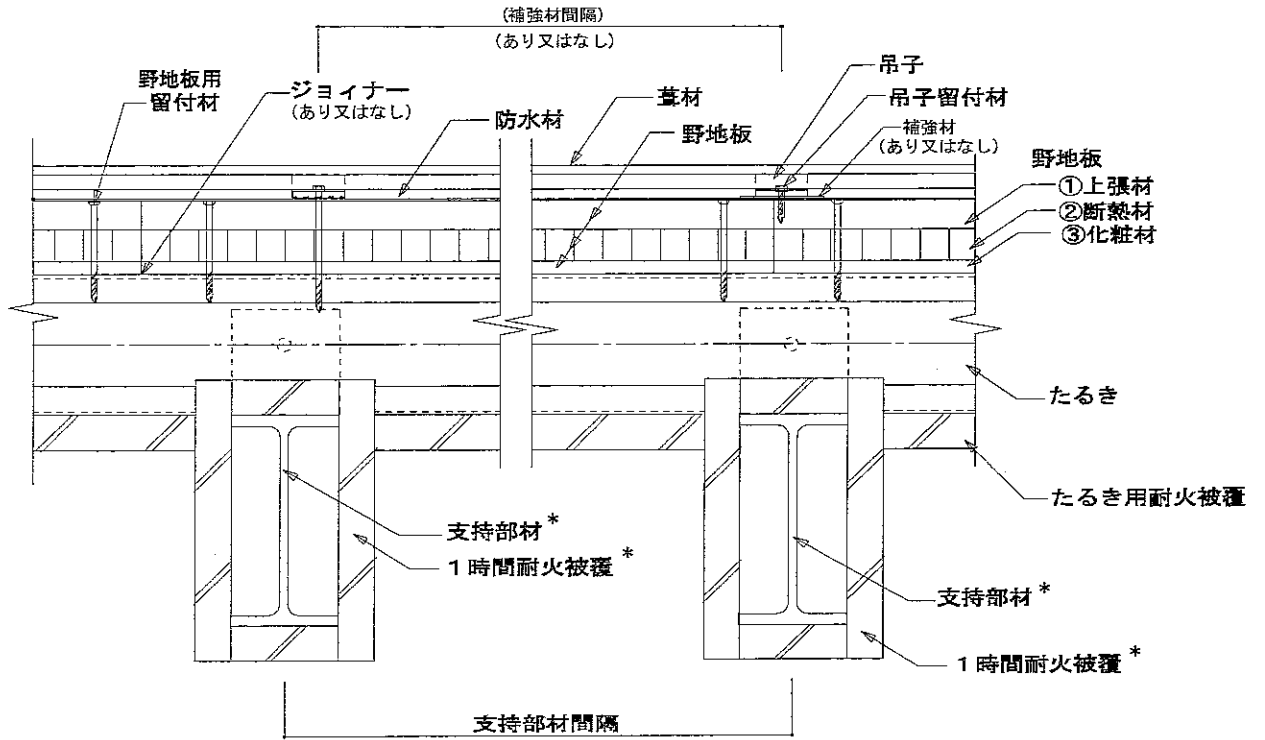 (補強材間隔)
(あり又はなし)
野地板用
留付材
ジョイナー
(あり又はなし)
防水材
葺材
野地板
吊子
吊子留付材
補強材
(あり又はなし)
野地板
①上張材
②断熱材
③化粧材
たるき
たるき用耐火被覆
支持部材*
1時間耐火被覆*
支持部材*
1時間耐火被覆*
支持部材間隔